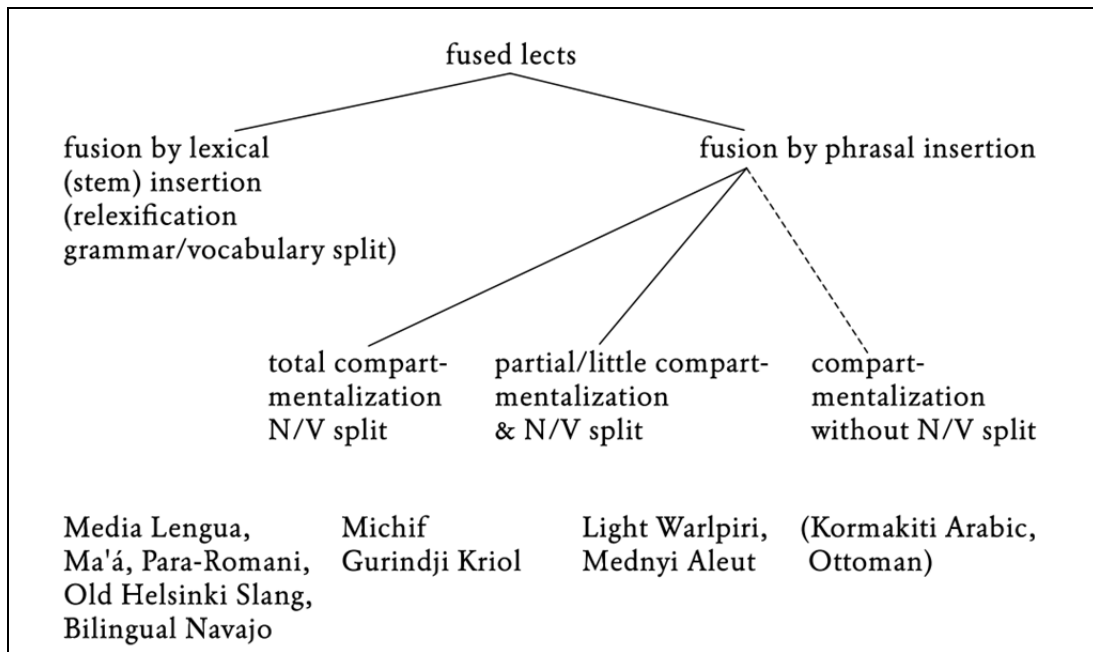 fused lects
fusion by lexical
(stem) insertion
(relexification
grammar/vocabulary split)
fusion by phrasal insertion
total compart-
mentalization
N/V split
partial/little compart-
mentalization
& N/V split
compart-
mentalization
without N/V split
Media Lengua,
Ma'á, Para-Romani,
Old Helsinki Slang,
Bilingual Navajo
Michif
Gurindji Kriol
Light Warlpiri,
Mednyi Aleut
(Kormakiti Arabic,
Ottoman)